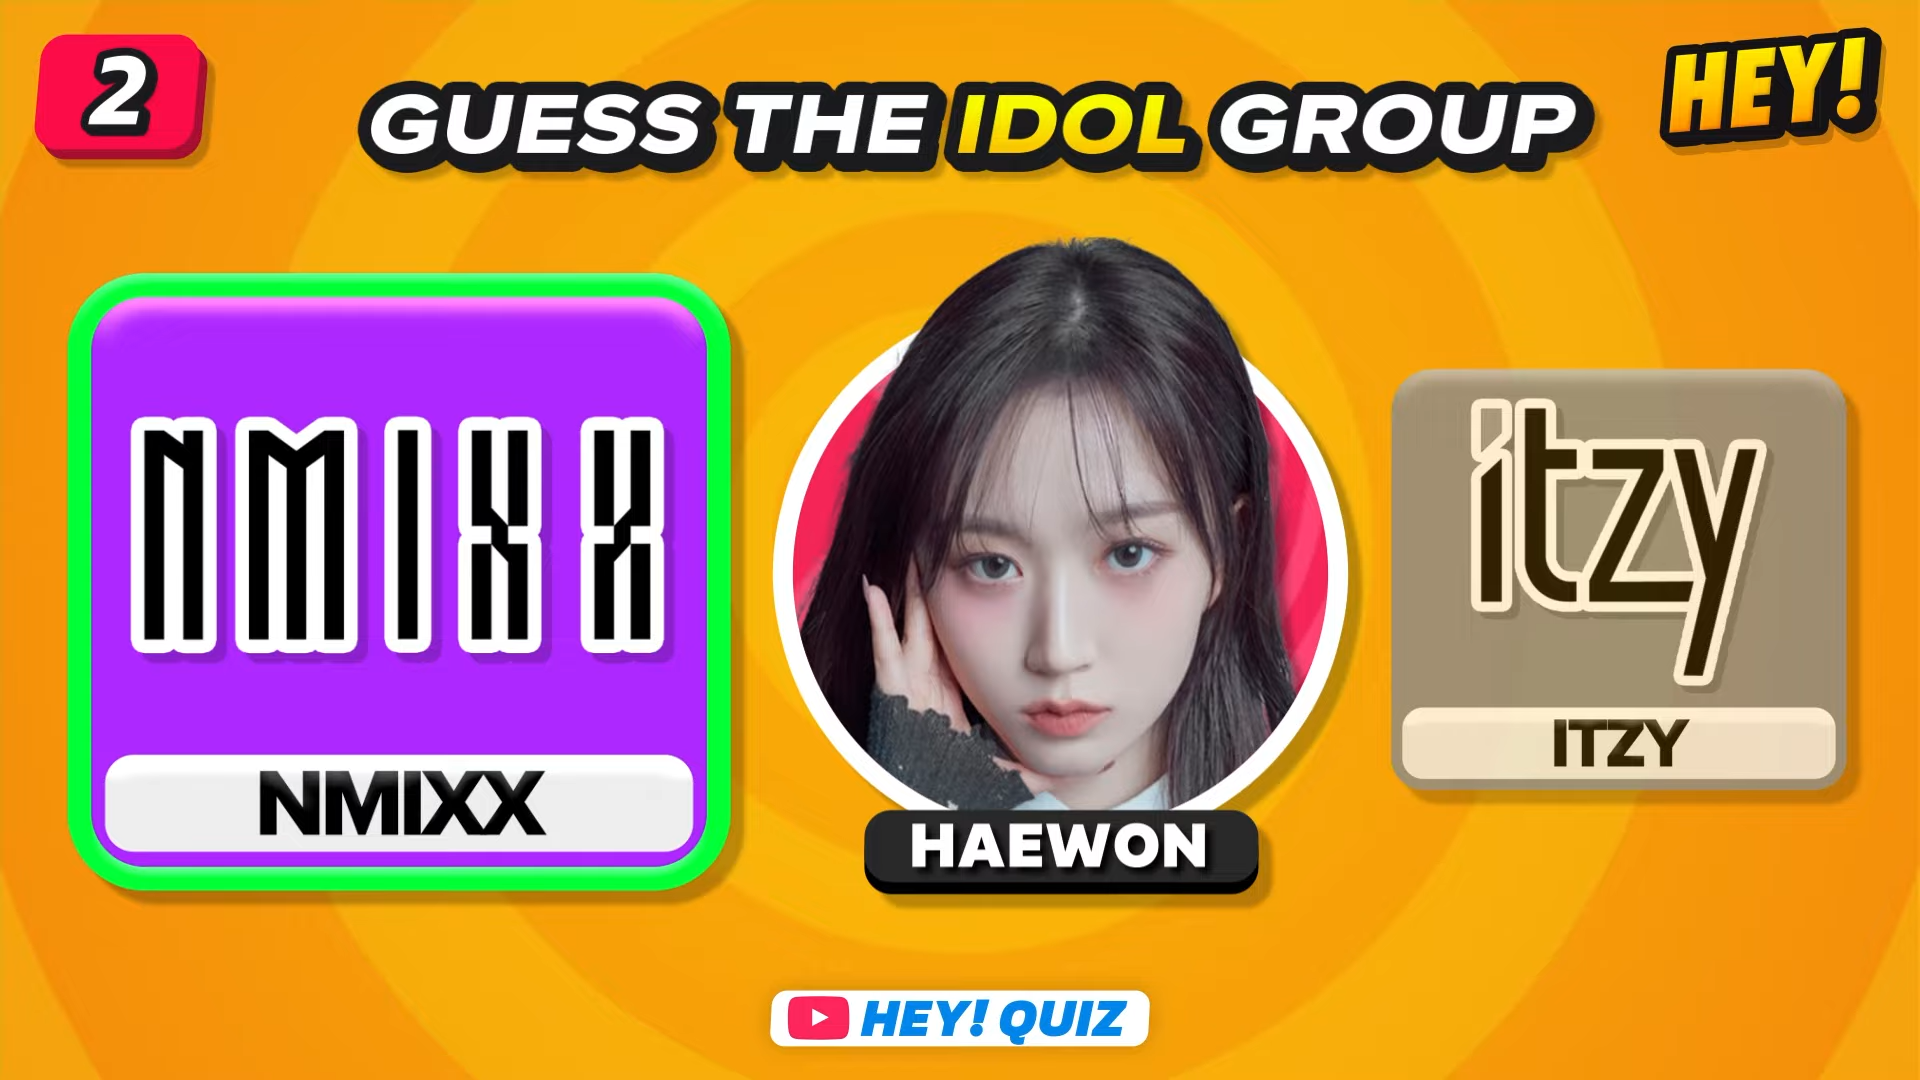 2
GUESS THE IDOL GROUP
HEY!
NMIXX
NMIXX
HAEWON
itzy
ITZY
HEY! QUIZ